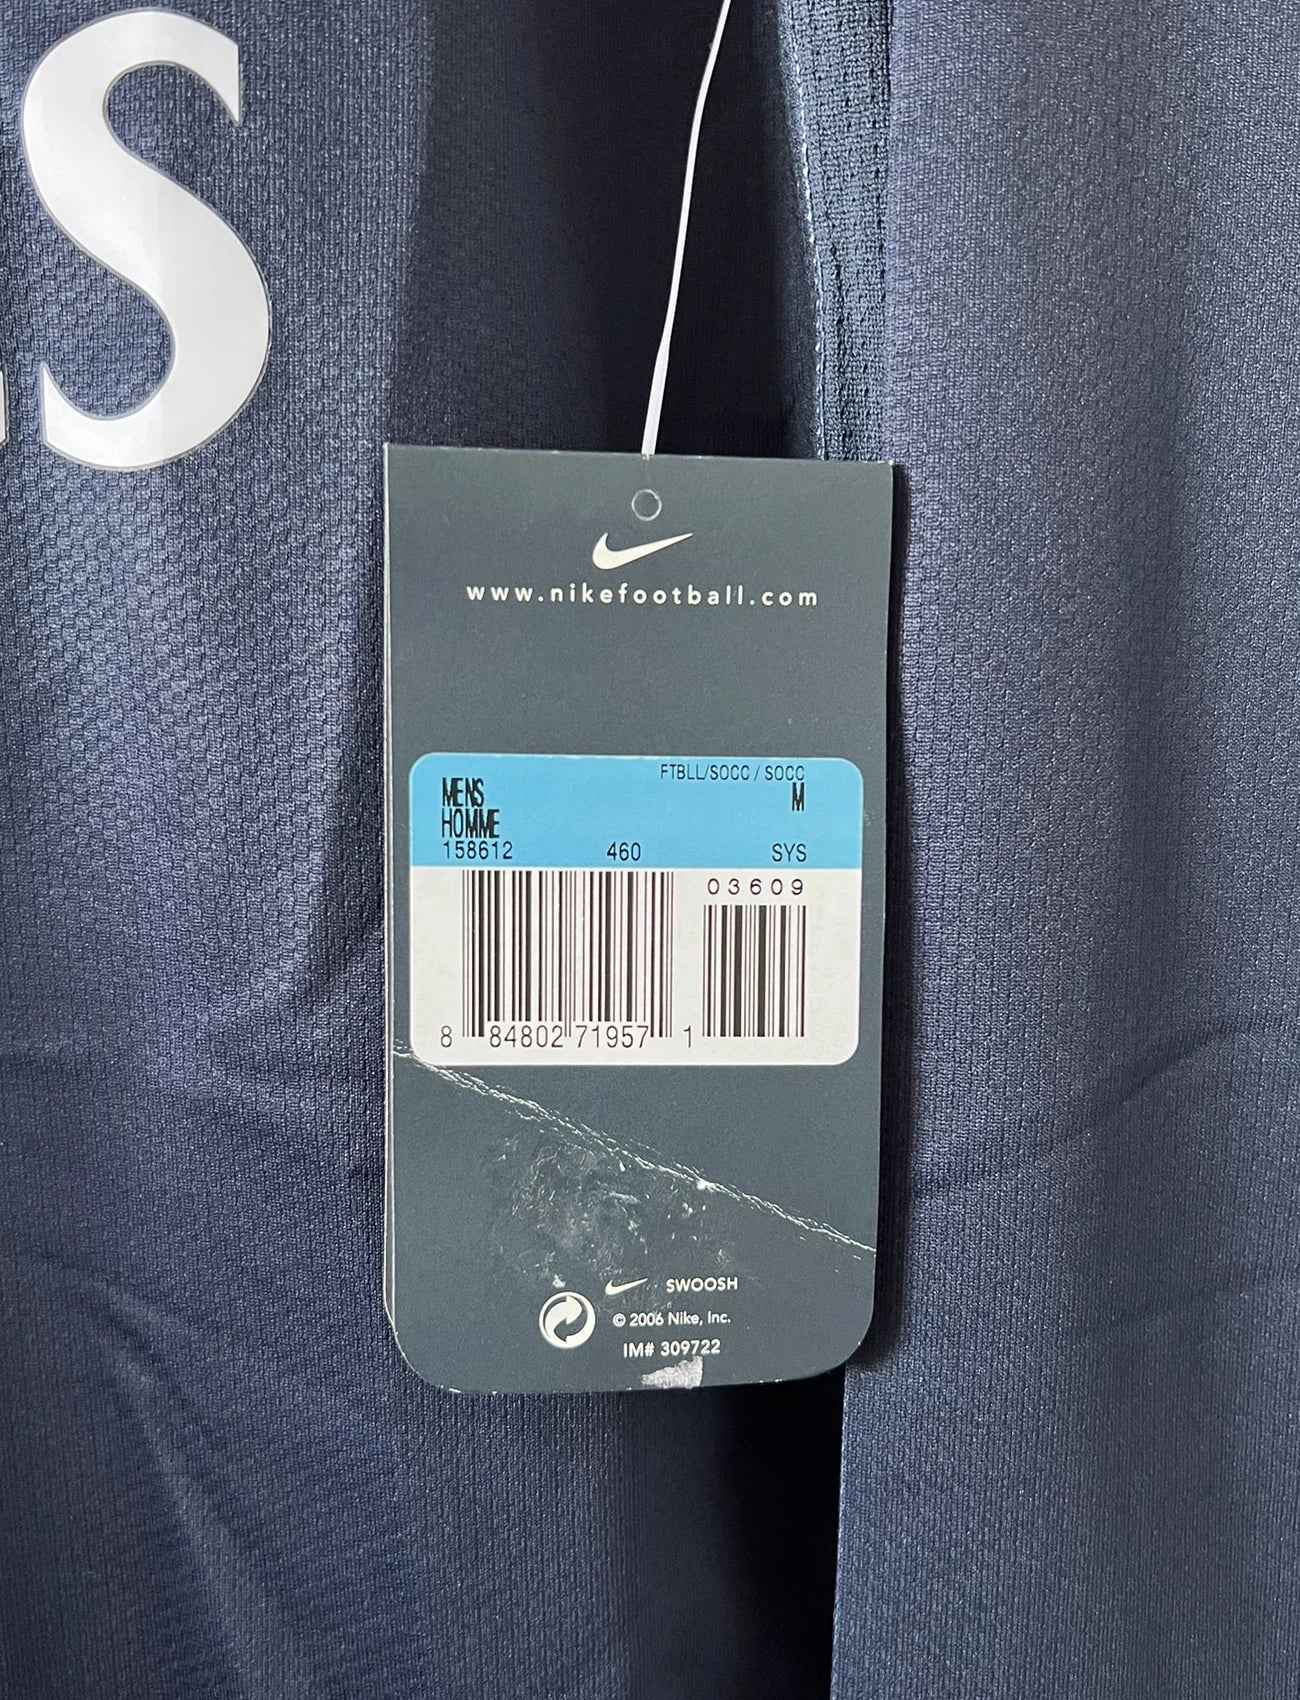 S
www.nikefootball.com
FTBLL/SOCC / SOCC
MENS M
HOMME
158612 460 SYS
03609
8 84802 71957 1
SWOOSH
© 2006 Nike, Inc.
IM# 309722